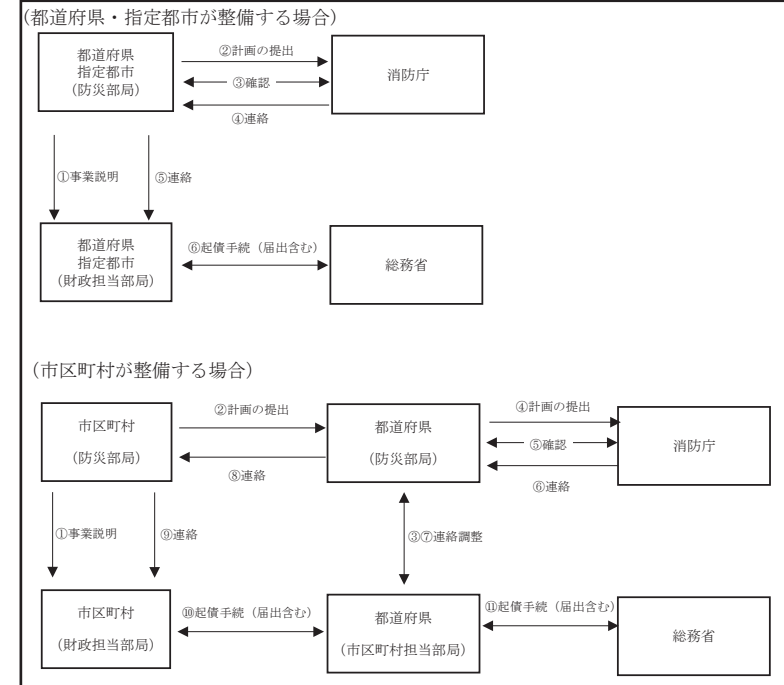 (都道府県・指定都市が整備する場合）
都道府県
指定都市
（防災部局）
②計画の提出
③確認
④連絡
消防庁
①事業説明
⑤連絡
都道府県
指定都市
（財政担当部局）
⑥起債手続（届出含む）
総務省
（市区町村が整備する場合）
市区町村
（防災部局）
②計画の提出
⑧連絡
都道府県
（防災部局）
④計画の提出
⑤確認
⑥連絡
消防庁
①事業説明
⑨連絡
③⑦連絡調整
市区町村
（財政担当部局）
⑩起債手続（届出含む）
都道府県
（市区町村担当部局）
⑪起債手続（届出含む）
総務省